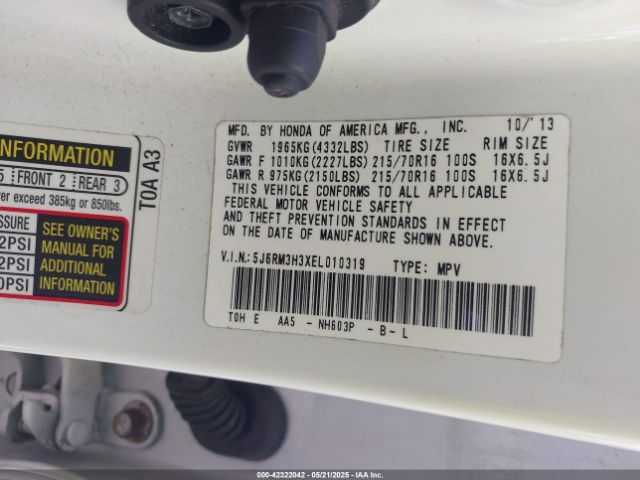 MFD. BY HONDA OF AMERICA MFG., INC. 10/'13
GVWR 1965KG(4332LBS) TIRE SIZE RIM SIZE
GAWR F 1010KG(2227LBS) 215/70R16 100S 16X6.5J
GAWR R 975KG(2150LBS) 215/70R16 100S 16X6.5J
THIS VEHICLE CONFORMS TO ALL APPLICABLE
FEDERAL MOTOR VEHICLE SAFETY
AND THEFT PREVENTION STANDARDS IN EFFECT
ON THE DATE OF MANUFACTURE SHOWN ABOVE.
V.I.N.:5J6RM3H3XEL010319 TYPE: MPV
TOH E AA5 - NH603P - B - L
INFORMATION
5 FRONT 2 REAR 3
exceed 385kg or 850lbs.
2PSI
2PSI
0PSI
SEE OWNER'S
MANUAL FOR
ADDITIONAL
INFORMATION
T0A A3
000-42322042 - 05/21/2025 - IAAI.COM